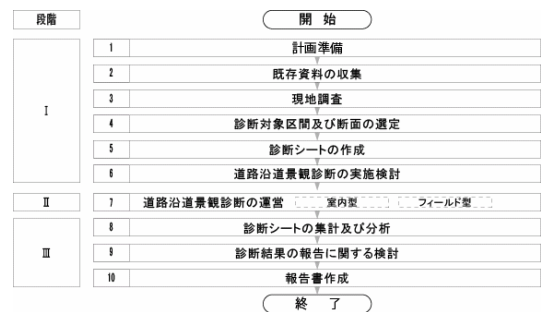 段階 開 始
1 計画準備
2 既存資料の収集
3 現地調査
Ⅰ 4 診断対象区間及び断面の選定
5 診断シートの作成
6 道路沿道景観診断の実施検討
Ⅱ 7 道路沿道景観診断の運営 室内型 フィールド型
8 診断シートの集計及び分析
Ⅲ 9 診断結果の報告に関する検討
10 報告書作成
終 了